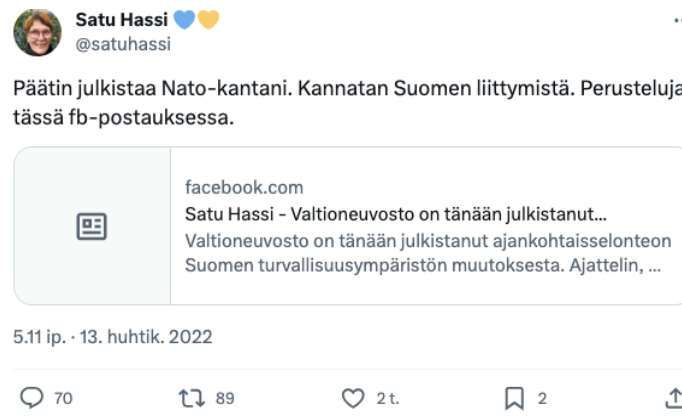 Satu Hassi 💙💛
@satuhassi
Päätin julkistaa Nato-kantani. Kannatan Suomen liittymistä. Perusteluja
tässä fb-postauksessa.
facebook.com
Satu Hassi - Valtioneuvosto on tänään julkistanut...
Valtioneuvosto on tänään julkistanut ajankohtaisselonteon
Suomen turvallisuusympäristön muutoksesta. Ajattelin, ...
5.11 ip. · 13. huhtik. 2022
70 89 2 t. 2